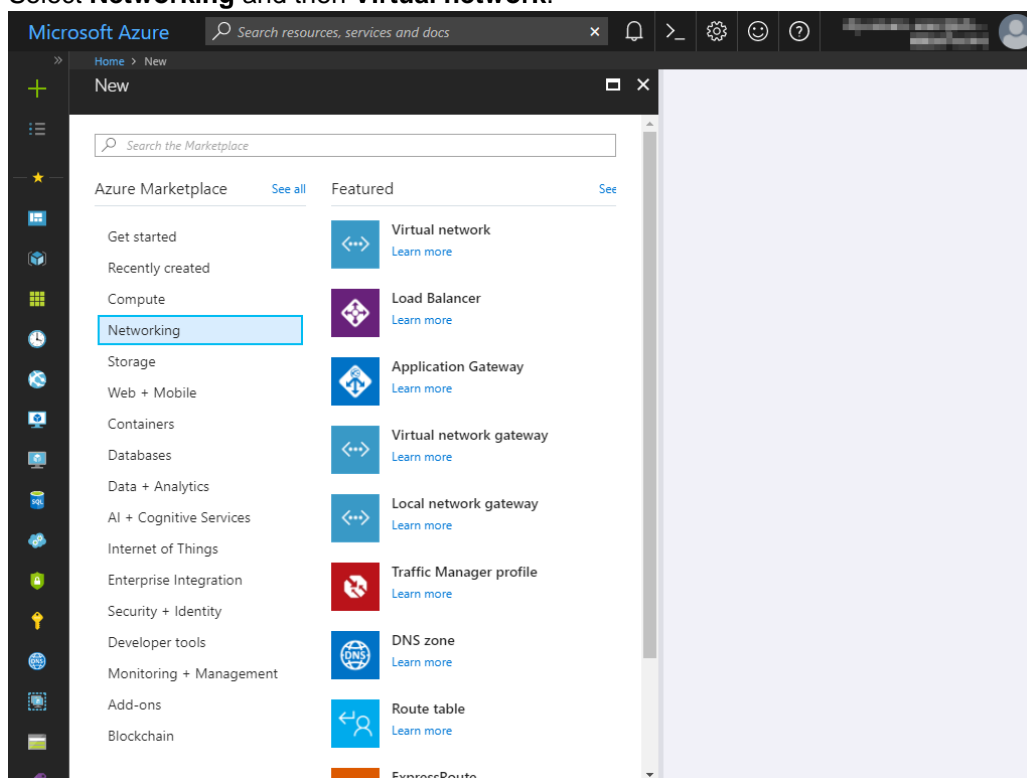 Select Networking and then Virtual network.
Microsoft Azure
Search resources, services and docs
Home > New
New
Search the Marketplace
Azure Marketplace
See all
Get started
Recently created
Compute
Networking
Storage
Web + Mobile
Containers
Databases
Data + Analytics
AI + Cognitive Services
Internet of Things
Enterprise Integration
Security + Identity
Developer tools
Monitoring + Management
Add-ons
Blockchain
Featured
See
Virtual network
Learn more
Load Balancer
Learn more
Application Gateway
Learn more
Virtual network gateway
Learn more
Local network gateway
Learn more
Traffic Manager profile
Learn more
DNS zone
Learn more
Route table
Learn more
ExpressRoute
SQL
DNS
DNS